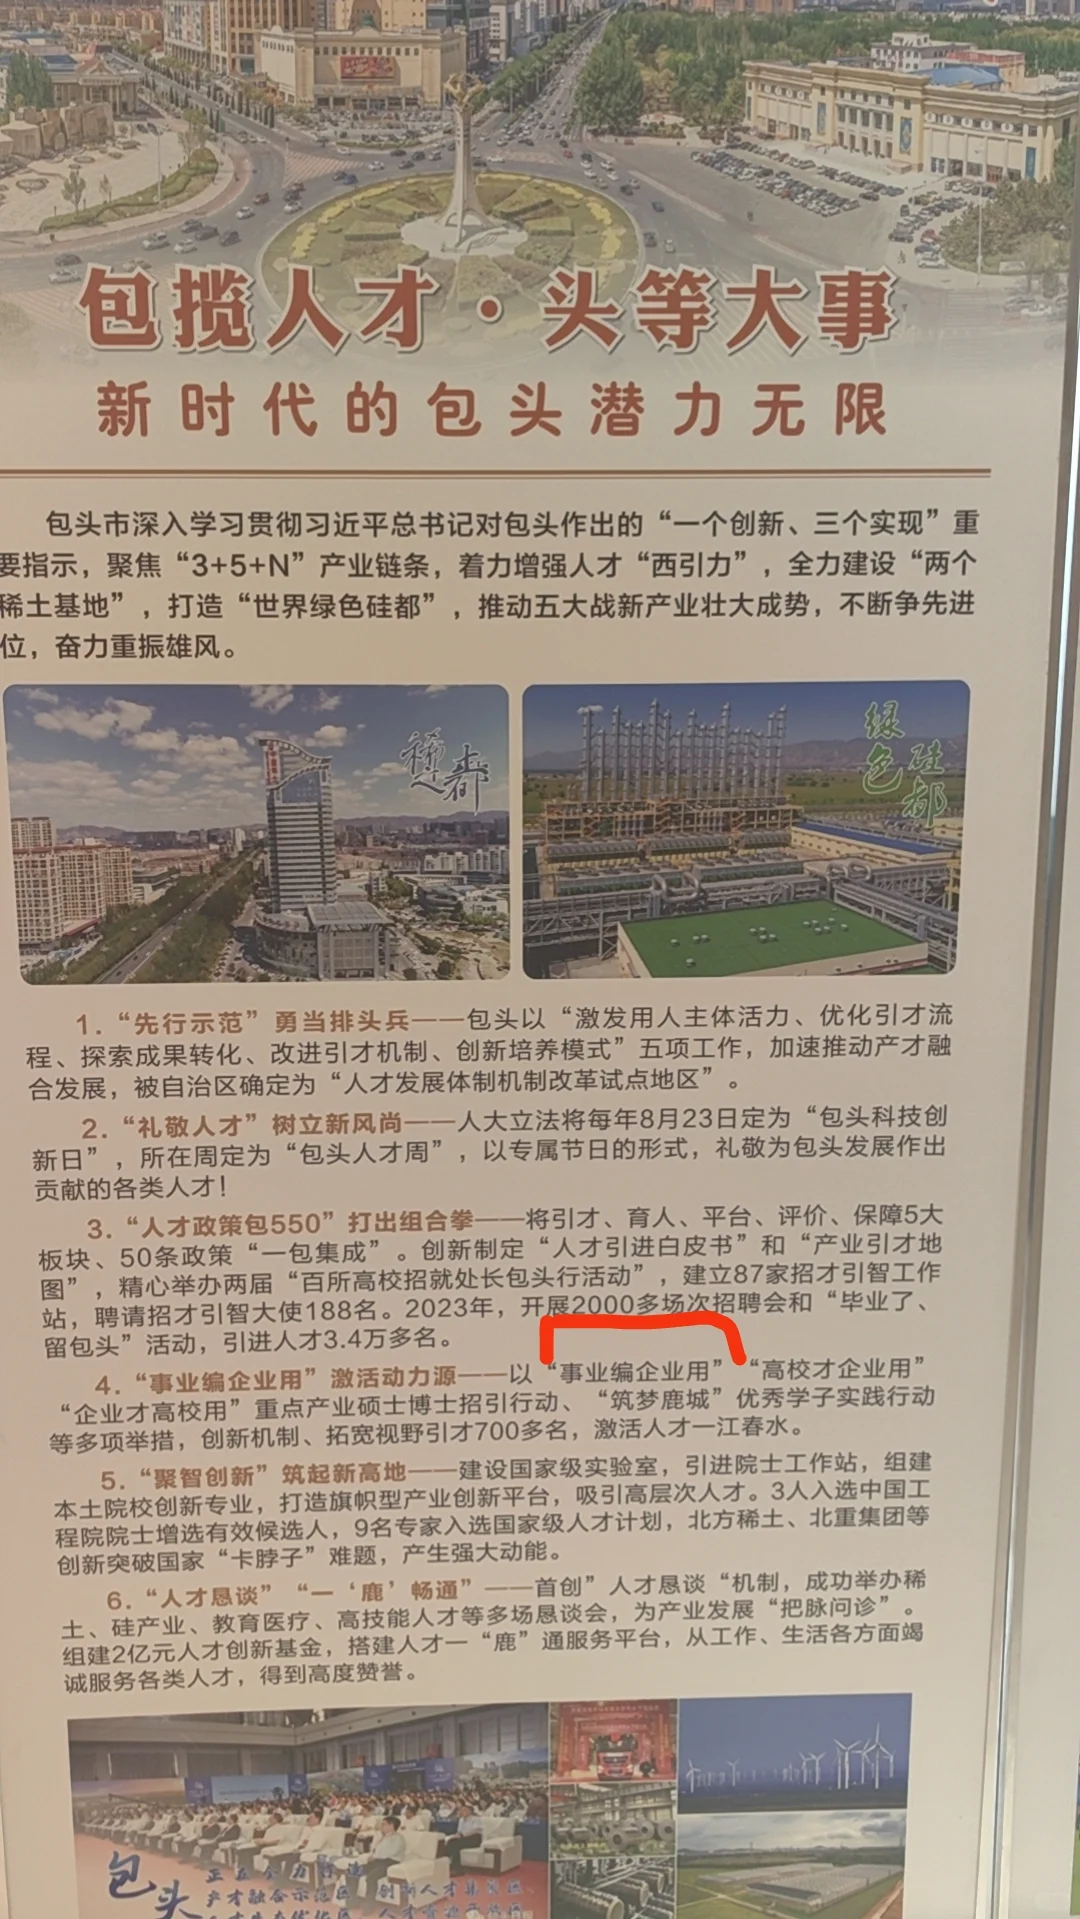 包揽人才·头等大事
新时代的包头潜力无限
包头市深入学习贯彻习近平总书记对包头作出的“一个创新、三个实现”重
要指示，聚焦“3+5+N”产业链条，着力增强人才“西引力”，全力建设“两个
稀土基地”，打造“世界绿色硅都”，推动五大战新产业壮大成势，不断争先进
位，奋力重振雄风。
稀土之都
绿色硅都
1.“先行示范”勇当排头兵——包头以“激发用人主体活力、优化引才流
程、探索成果转化、改进引才机制、创新培养模式”五项工作，加速推动产才融
合发展，被自治区确定为“人才发展体制机制改革试点地区”。
2.“礼敬人才”树立新风尚——人大立法将每年8月23日定为“包头科技创
新日”，所在周定为“包头人才周”，以专属节日的形式，礼敬为包头发展作出
贡献的各类人才！
3.“人才政策包550”打出组合拳——将引才、育人、平台、评价、保障5大
板块、50条政策“一包集成”。创新制定“人才引进白皮书”和“产业引才地
图”，精心举办两届“百所高校招就处长包头行活动”，建立87家招才引智工作
站，聘请招才引智大使188名。2023年，开展2000多场次招聘会和“毕业了、
留包头”活动，引进人才3.4万多名。
4.“事业编企业用”激活动力源——以“事业编企业用”“高校才企业用”
“企业才高校用”重点产业硕士博士招引行动、“筑梦鹿城”优秀学子实践行动
等多项举措，创新机制、拓宽视野引才700多名，激活人才一江春水。
5.“聚智创新”筑起新高地——建设国家级实验室，引进院士工作站，组建
本土院校创新专业，打造旗帜型产业创新平台，吸引高层次人才。3人入选中国工
程院院士增选有效候选人，9名专家入选国家级人才计划，北方稀土、北重集团等
创新突破国家“卡脖子”难题，产生强大动能。
6.“人才恳谈”“一‘鹿’畅通”——首创”人才恳谈“机制，成功举办稀
土、硅产业、教育医疗、高技能人才等多场恳谈会，为产业发展“把脉问诊”。
组建2亿元人才创新基金，搭建人才一“鹿”通服务平台，从工作、生活各方面竭
诚服务各类人才，得到高度赞誉。
包头
正在全力打造
产才融合示范区